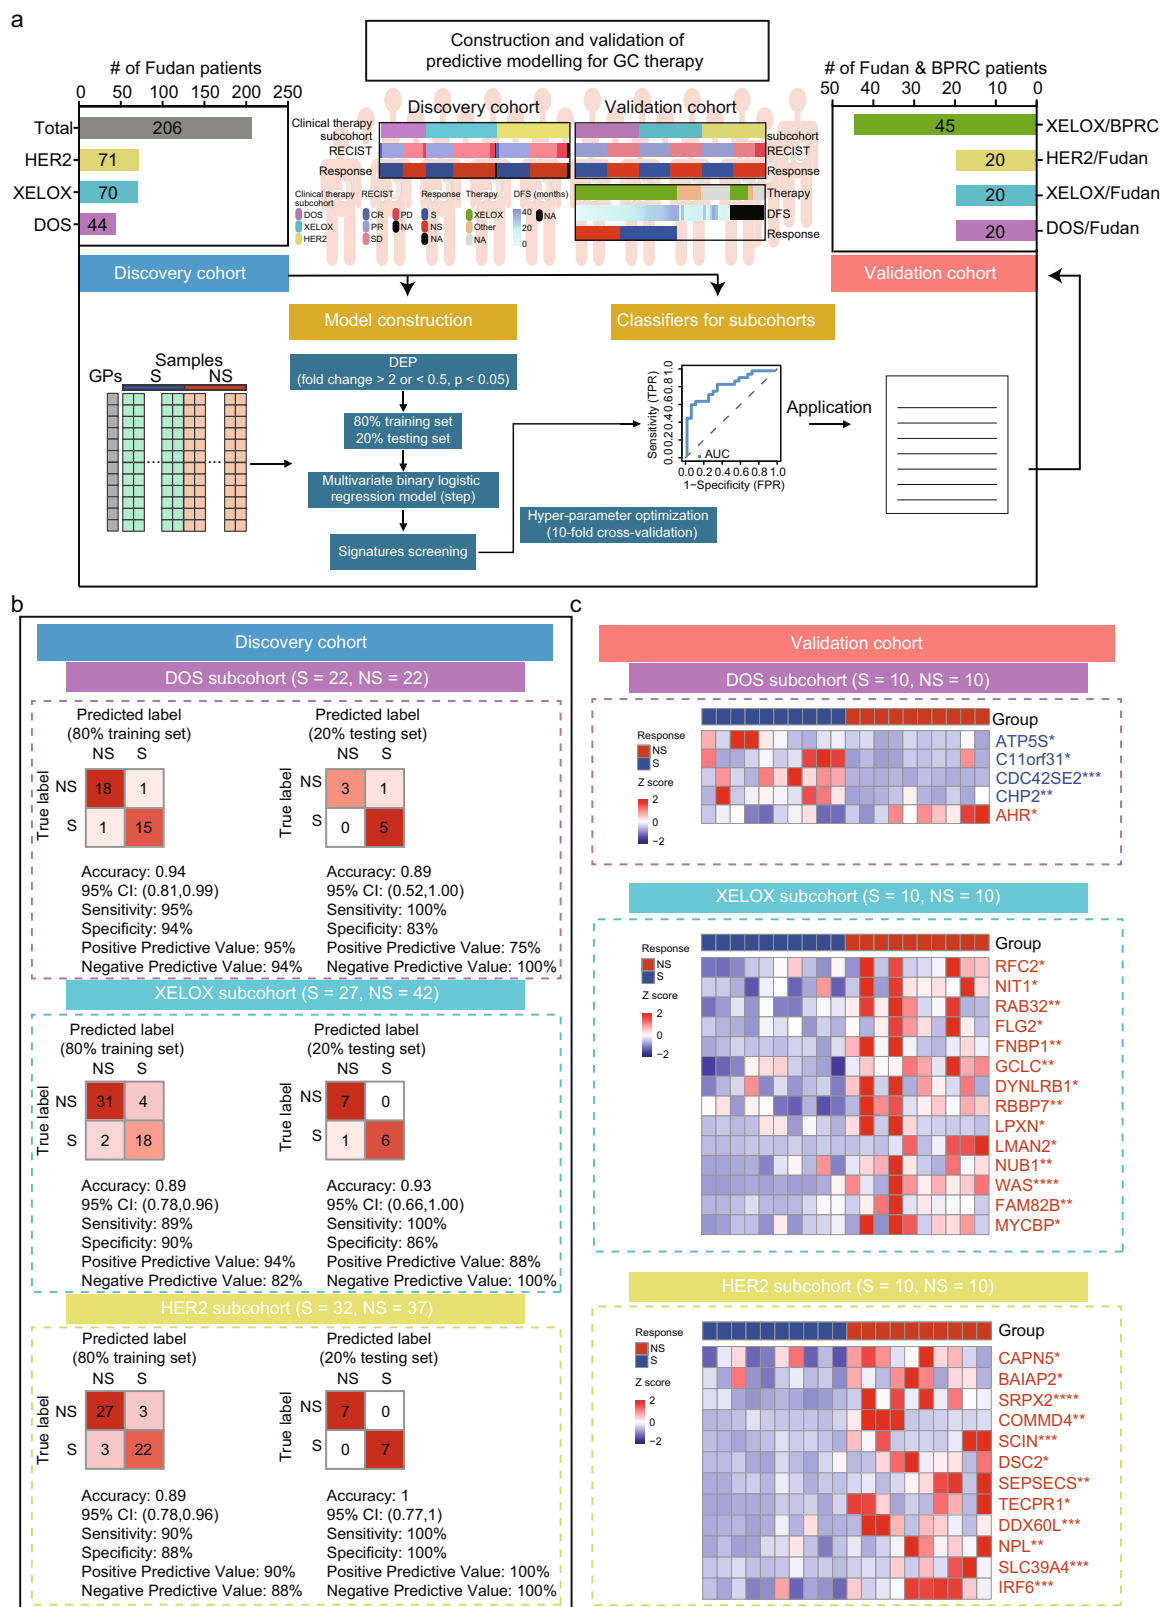 a
Construction and validation of
predictive modelling for GC therapy
# of Fudan patients
0 50 100 150 200 250
Total 206
HER2 71
XELOX 70
DOS 44
Discovery cohort
Discovery cohort
Validation cohort
Clinical therapy
subcohort
RECIST
Response
subcohort
RECIST
Response
Therapy
DFS
Response
Clinical therapy
subcohort
DOS
XELOX
HER2
RECIST
CR PD
PR NA
SD
Response
S
NS
NA
Therapy
XELOX
Other
NA
DFS (months)
40
20
0
NA
# of Fudan & BPRC patients
50 40 30 20 10 0
45 XELOX/BPRC
20 HER2/Fudan
20 XELOX/Fudan
20 DOS/Fudan
Validation cohort
Model construction
Classifiers for subcohorts
Samples
GPs S NS
... ...
DEP
(fold change > 2 or < 0.5, p < 0.05)
80% training set
20% testing set
Multivariate binary logistic
regression model (step)
Signatures screening
Hyper-parameter optimization
(10-fold cross-validation)
Sensitivity (TPR)
0.0 0.2 0.4 0.6 0.8 1.0
AUC
0.0 0.2 0.4 0.6 0.8 1.0
1−Specificity (FPR)
Application
b
Discovery cohort
DOS subcohort (S = 22, NS = 22)
Predicted label
(80% training set)
NS S
True label
NS 18 1
S 1 15
Accuracy: 0.94
95% CI: (0.81,0.99)
Sensitivity: 95%
Specificity: 94%
Positive Predictive Value: 95%
Negative Predictive Value: 94%
Predicted label
(20% testing set)
NS S
True label
NS 3 1
S 0 5
Accuracy: 0.89
95% CI: (0.52,1.00)
Sensitivity: 100%
Specificity: 83%
Positive Predictive Value: 75%
Negative Predictive Value: 100%
XELOX subcohort (S = 27, NS = 42)
Predicted label
(80% training set)
NS S
True label
NS 31 4
S 2 18
Accuracy: 0.89
95% CI: (0.78,0.96)
Sensitivity: 89%
Specificity: 90%
Positive Predictive Value: 94%
Negative Predictive Value: 82%
Predicted label
(20% testing set)
NS S
True label
NS 7 0
S 1 6
Accuracy: 0.93
95% CI: (0.66,1.00)
Sensitivity: 100%
Specificity: 86%
Positive Predictive Value: 88%
Negative Predictive Value: 100%
HER2 subcohort (S = 32, NS = 37)
Predicted label
(80% training set)
NS S
True label
NS 27 3
S 3 22
Accuracy: 0.89
95% CI: (0.78,0.96)
Sensitivity: 90%
Specificity: 88%
Positive Predictive Value: 90%
Negative Predictive Value: 88%
Predicted label
(20% testing set)
NS S
True label
NS 7 0
S 0 7
Accuracy: 1
95% CI: (0.77,1)
Sensitivity: 100%
Specificity: 100%
Positive Predictive Value: 100%
Negative Predictive Value: 100%
c
Validation cohort
DOS subcohort (S = 10, NS = 10)
Response
NS
S
Z score
2
0
−2
Group
ATP5S*
C11orf31*
CDC42SE2***
CHP2**
AHR*
XELOX subcohort (S = 10, NS = 10)
Response
NS
S
Z score
2
0
−2
Group
RFC2*
NIT1*
RAB32**
FLG2*
FNBP1**
GCLC**
DYNLRB1*
RBBP7**
LPXN*
LMAN2*
NUB1**
WAS****
FAM82B**
MYCBP*
HER2 subcohort (S = 10, NS = 10)
Response
NS
S
Z score
2
0
−2
Group
CAPN5*
BAIAP2*
SRPX2****
COMMD4**
SCIN***
DSC2*
SEPSECS**
TECPR1*
DDX60L***
NPL**
SLC39A4***
IRF6***